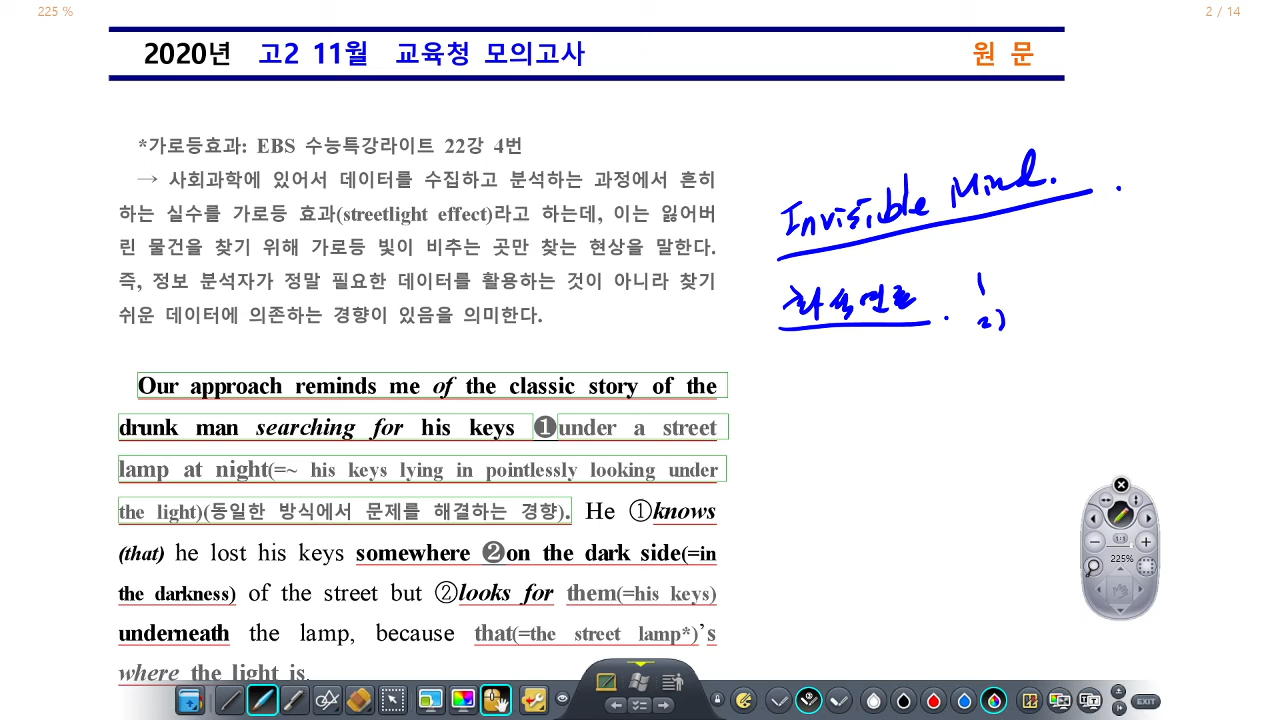 225 %
2 / 14
2020년 고2 11월 교육청 모의고사
원 문
*가로등효과: EBS 수능특강라이트 22강 4번
→ 사회과학에 있어서 데이터를 수집하고 분석하는 과정에서 흔히
하는 실수를 가로등 효과(streetlight effect)라고 하는데, 이는 잃어버
린 물건을 찾기 위해 가로등 빛이 비추는 곳만 찾는 현상을 말한다.
즉, 정보 분석자가 정말 필요한 데이터를 활용하는 것이 아니라 찾기
쉬운 데이터에 의존하는 경향이 있음을 의미한다.
Invisible Mind.
1
2)
Our approach reminds me of the classic story of the
drunk man searching for his keys ❶under a street
lamp at night(=~ his keys lying in pointlessly looking under
the light)(동일한 방식에서 문제를 해결하는 경향). He ①knows
(that) he lost his keys somewhere ❷on the dark side(=in
the darkness) of the street but ②looks for them(=his keys)
underneath the lamp, because that(=the street lamp*)'s
where the light is.
1:1
225%
EXIT